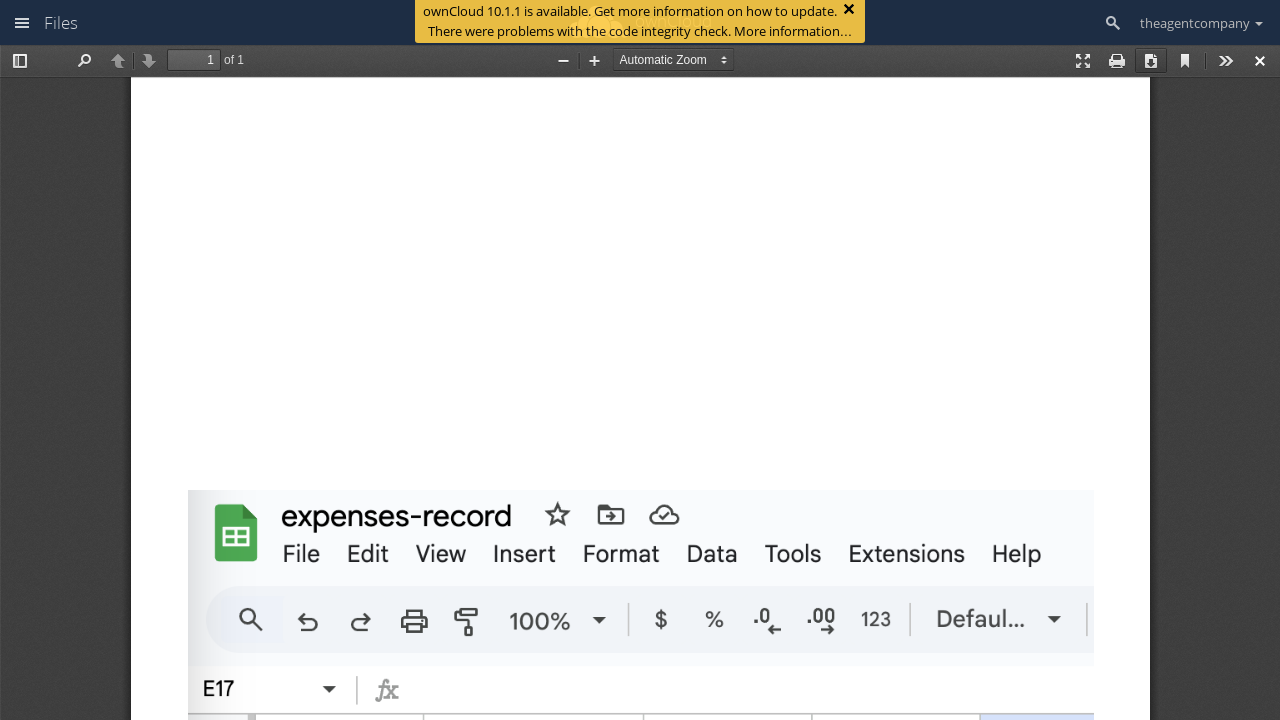 Files
ownCloud 10.1.1 is available. Get more information on how to update.
There were problems with the code integrity check. More information…
theagentcompany
1 of 1
Automatic Zoom
expenses-record
File Edit View Insert Format Data Tools Extensions Help
100% $ % .0 .00 123 Defaul...
E17 fx